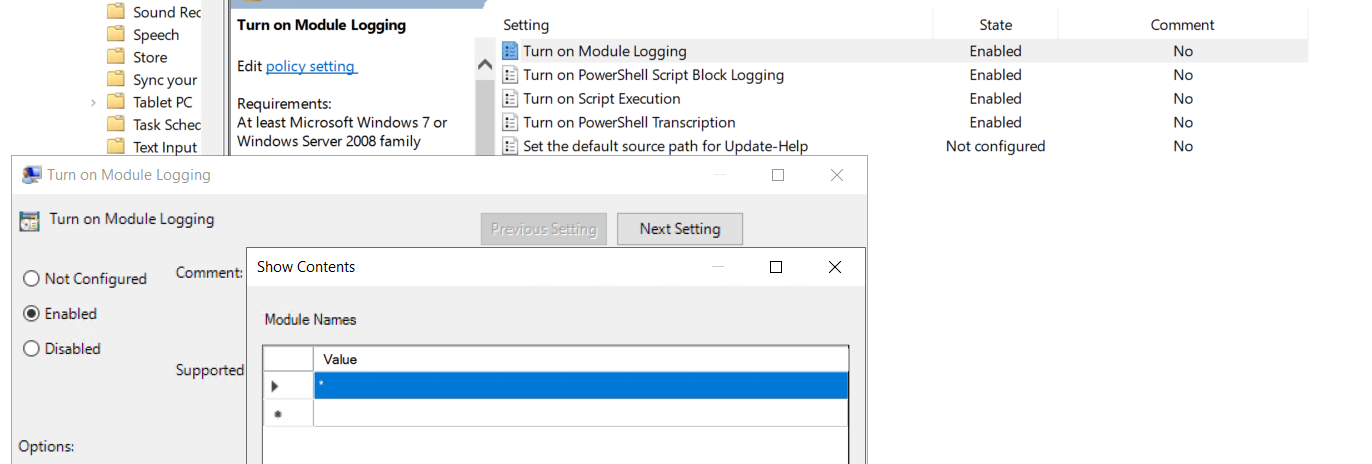 Sound Rec
Speech
Store
Sync your
Tablet PC
Task Sched
Text Input
Turn on Module Logging
Edit policy setting
Requirements:
At least Microsoft Windows 7 or
Windows Server 2008 family
Setting State Comment
Turn on Module Logging Enabled No
Turn on PowerShell Script Block Logging Enabled No
Turn on Script Execution Enabled No
Turn on PowerShell Transcription Enabled No
Set the default source path for Update-Help Not configured No
Turn on Module Logging
Turn on Module Logging
Previous Setting Next Setting
Not Configured
Enabled
Disabled
Comment:
Supported
Options:
Show Contents
Module Names
Value
*